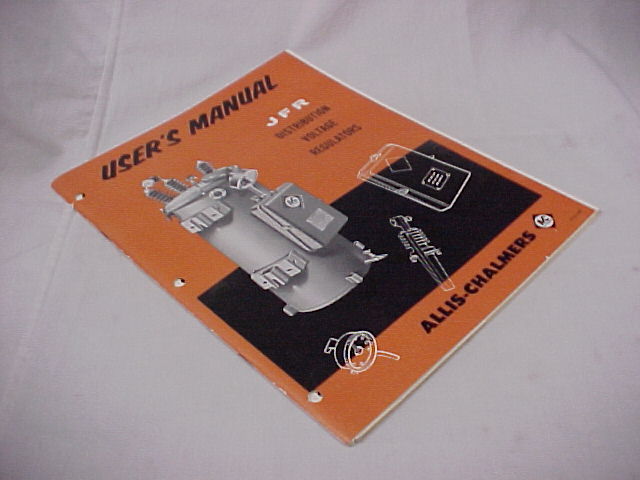 USER'S MANUAL
JFR
DISTRIBUTION
VOLTAGE
REGULATORS
ALLIS-CHALMERS